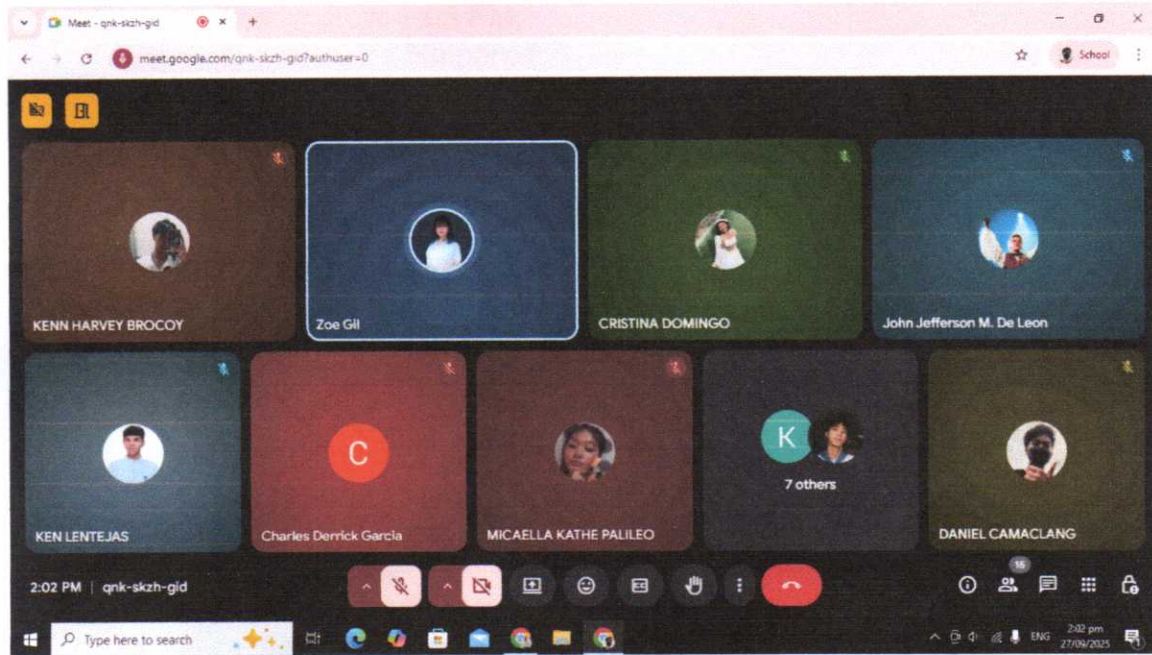 Meet - qnk-skzh-gid
meet.google.com/qnk-skzh-gid?authuser=0
School
KENN HARVEY BROCOY
Zoe Gil
CRISTINA DOMINGO
John Jefferson M. De Leon
KEN LENTEJAS
C
Charles Derrick Garcia
MICAELLA KATHE PALILEO
K
7 others
DANIEL CAMACLANG
2:02 PM | qnk-skzh-gid
16
Type here to search
ENG
2:02 pm
27/09/2025